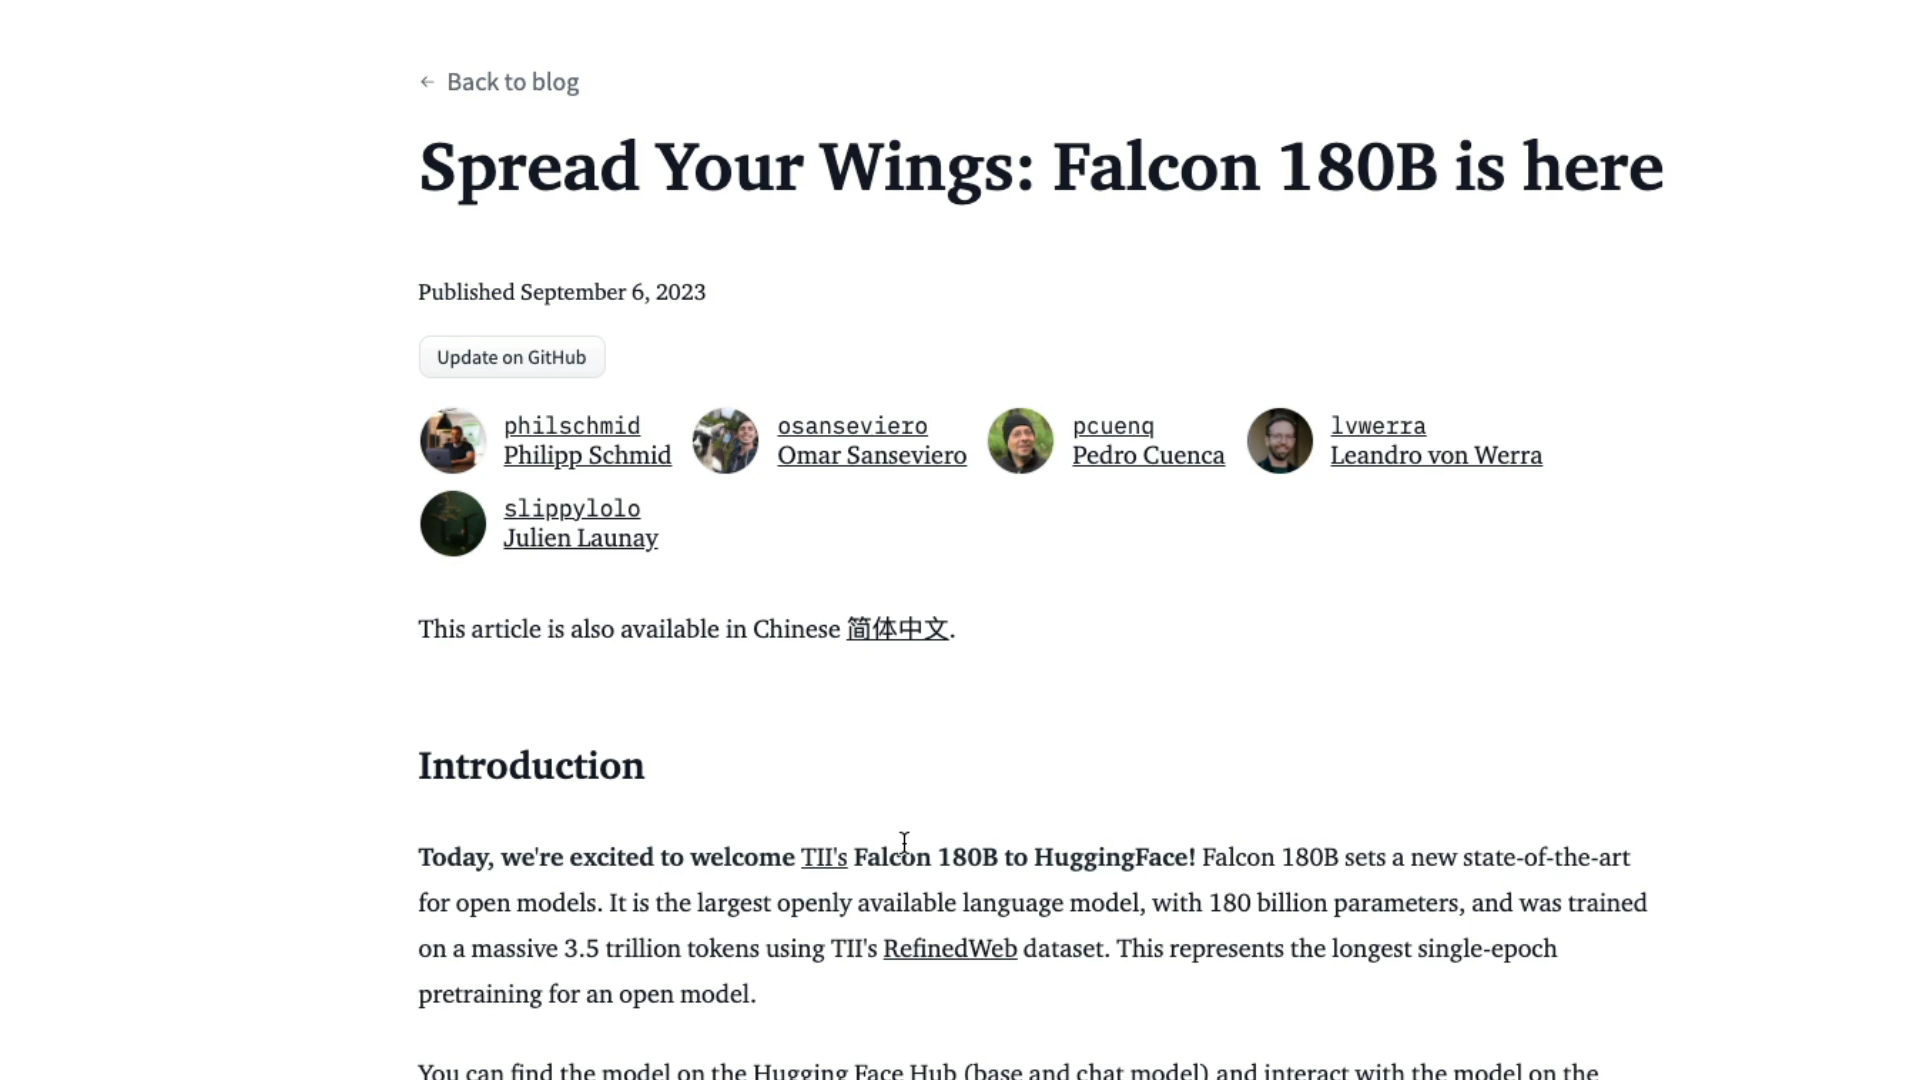 ← Back to blog
Spread Your Wings: Falcon 180B is here
Published September 6, 2023
Update on GitHub
philschmid
Philipp Schmid
osanseviero
Omar Sanseviero
pcuenq
Pedro Cuenca
lvwerra
Leandro von Werra
slippylolo
Julien Launay
This article is also available in Chinese 简体中文.
Introduction
Today, we're excited to welcome TII's Falcon 180B to HuggingFace! Falcon 180B sets a new state-of-the-art
for open models. It is the largest openly available language model, with 180 billion parameters, and was trained
on a massive 3.5 trillion tokens using TII's RefinedWeb dataset. This represents the longest single-epoch
pretraining for an open model.
You can find the model on the Hugging Face Hub (base and chat model) and interact with the model on the